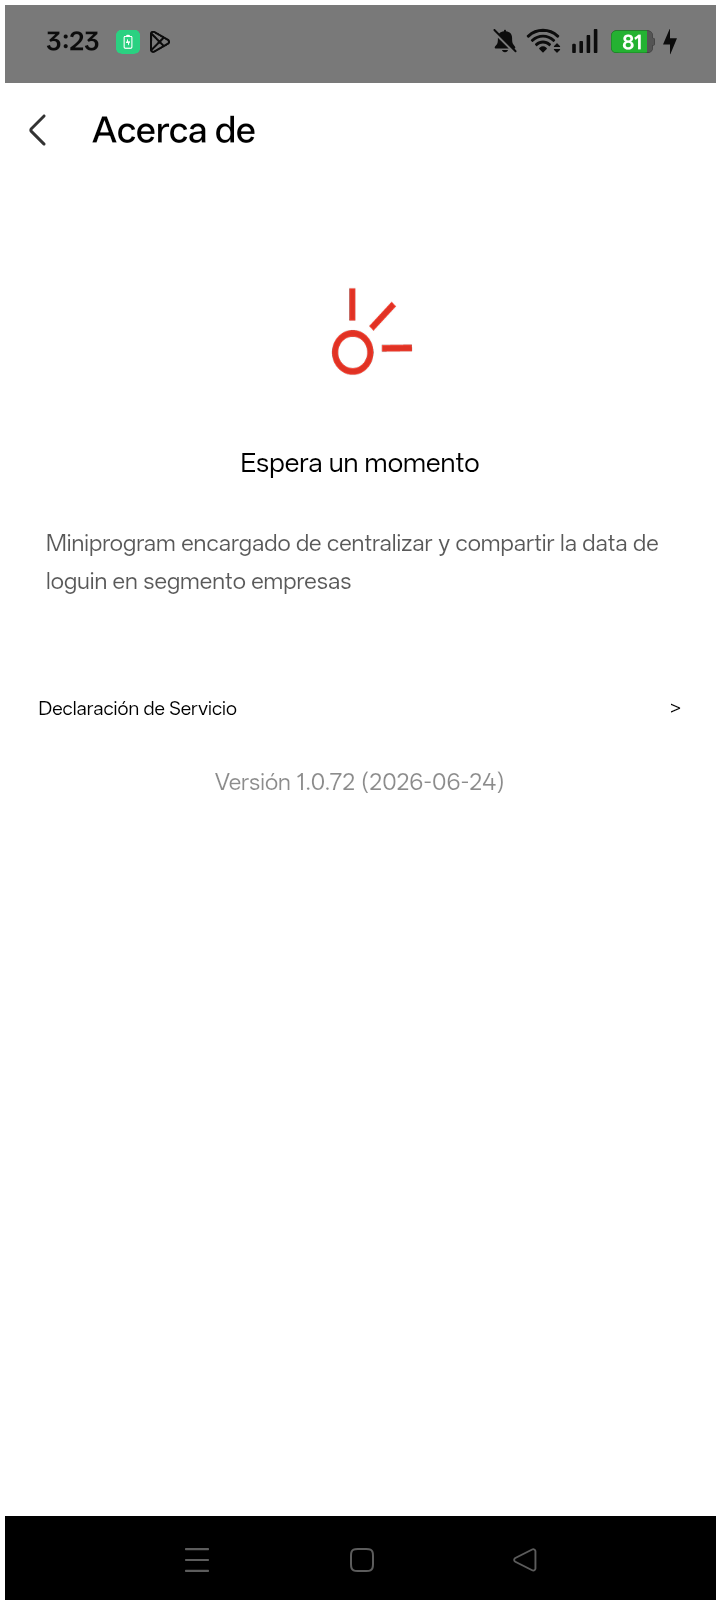 3:23
81
Acerca de
Espera un momento
Miniprogram encargado de centralizar y compartir la data de
loguin en segmento empresas
Declaración de Servicio >
Versión 1.0.72 (2026-06-24)